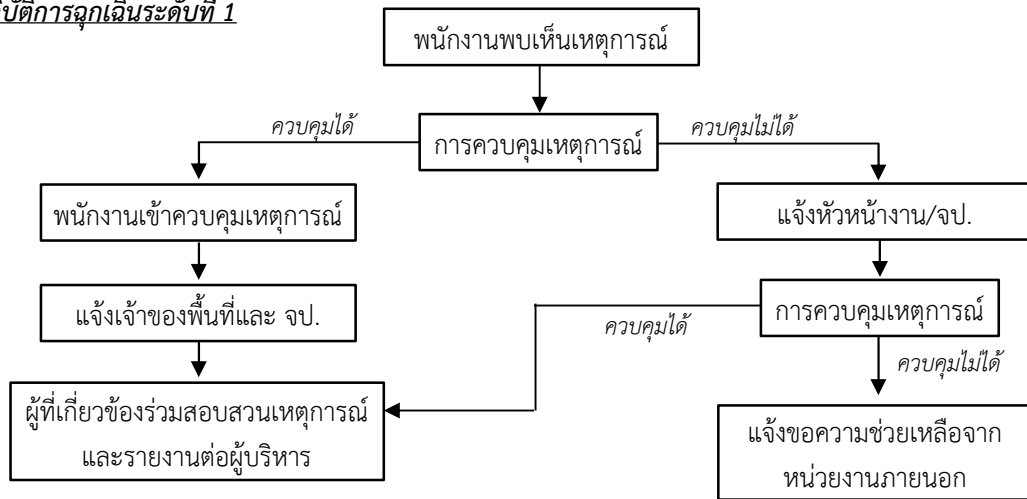 บัติการฉุกเฉินระดับที่ 1
พนักงานพบเห็นเหตุการณ์
ควบคุมได้
การควบคุมเหตุการณ์
ควบคุมไม่ได้
พนักงานเข้าควบคุมเหตุการณ์
แจ้งหัวหน้างาน/จป.
แจ้งเจ้าของพื้นที่และ จป.
การควบคุมเหตุการณ์
ควบคุมได้
ควบคุมไม่ได้
ผู้ที่เกี่ยวข้องร่วมสอบสวนเหตุการณ์
และรายงานต่อผู้บริหาร
แจ้งขอความช่วยเหลือจาก
หน่วยงานภายนอก